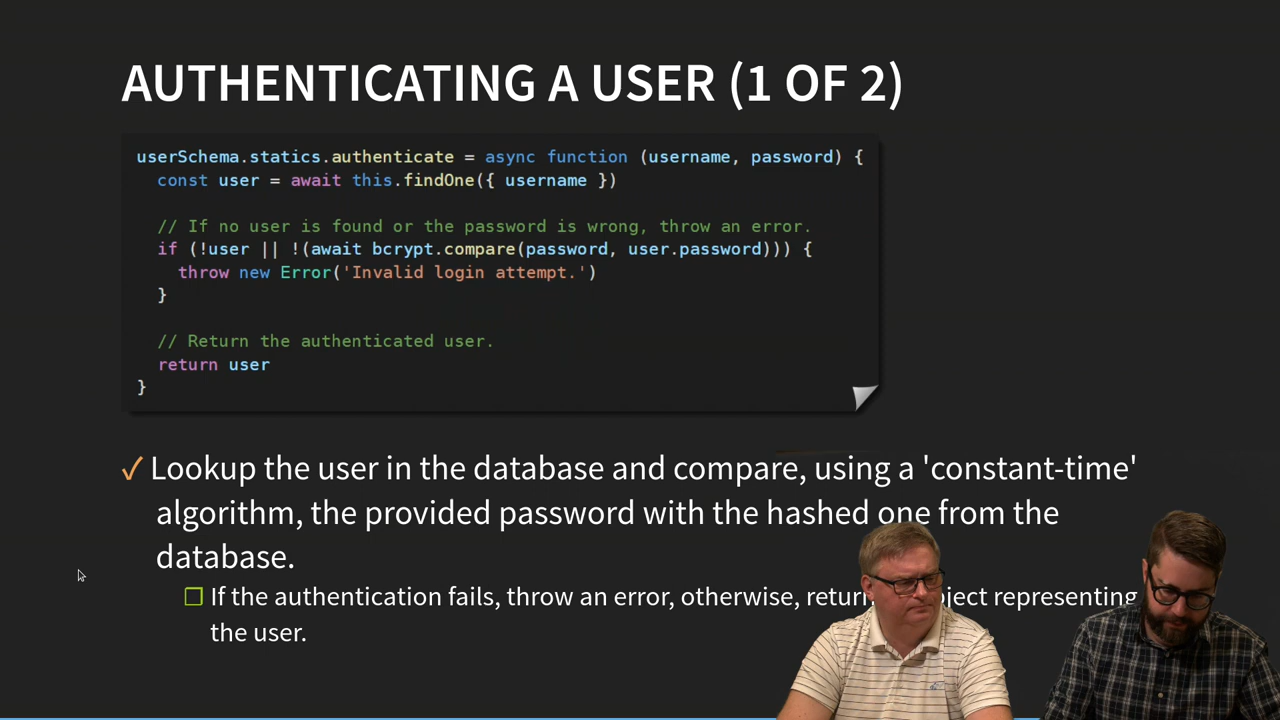 AUTHENTICATING A USER (1 OF 2)
userSchema.statics.authenticate = async function (username, password) {
const user = await this.findOne({ username })
// If no user is found or the password is wrong, throw an error.
if (!user || !(await bcrypt.compare(password, user.password))) {
throw new Error('Invalid login attempt.')
}
// Return the authenticated user.
return user
}
✓ Lookup the user in the database and compare, using a 'constant-time'
algorithm, the provided password with the hashed one from the
database.
❐ If the authentication fails, throw an error, otherwise, return representing
the user.